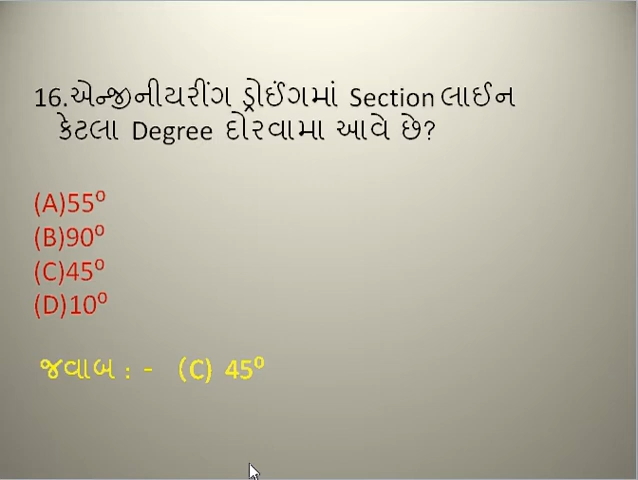 16.એન્જીનીયરીંગ ડ્રોઈંગમાં Section લાઈન
કેટલા Degree દોરવામા આવે છે?
(A)55⁰
(B)90⁰
(C)45⁰
(D)10⁰
જવાબ : - (C) 45⁰